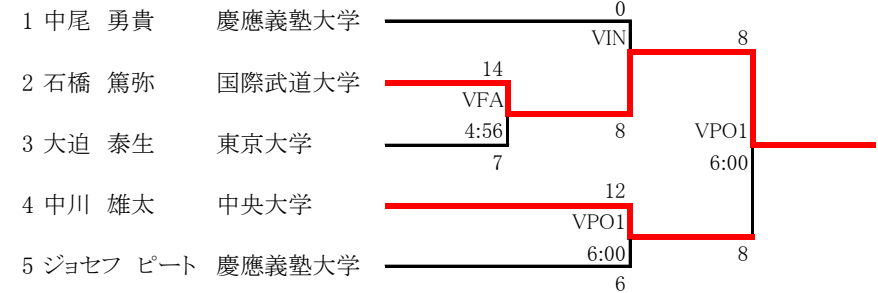 1 中尾 勇貴 慶應義塾大学 0
VIN 8
2 石橋 篤弥 国際武道大学 14
VFA
4:56 8 VPO1
3 大迫 泰生 東京大学
7 6:00
4 中川 雄太 中央大学 12
VPO1
6:00 8
5 ジョセフ ピート 慶應義塾大学
6